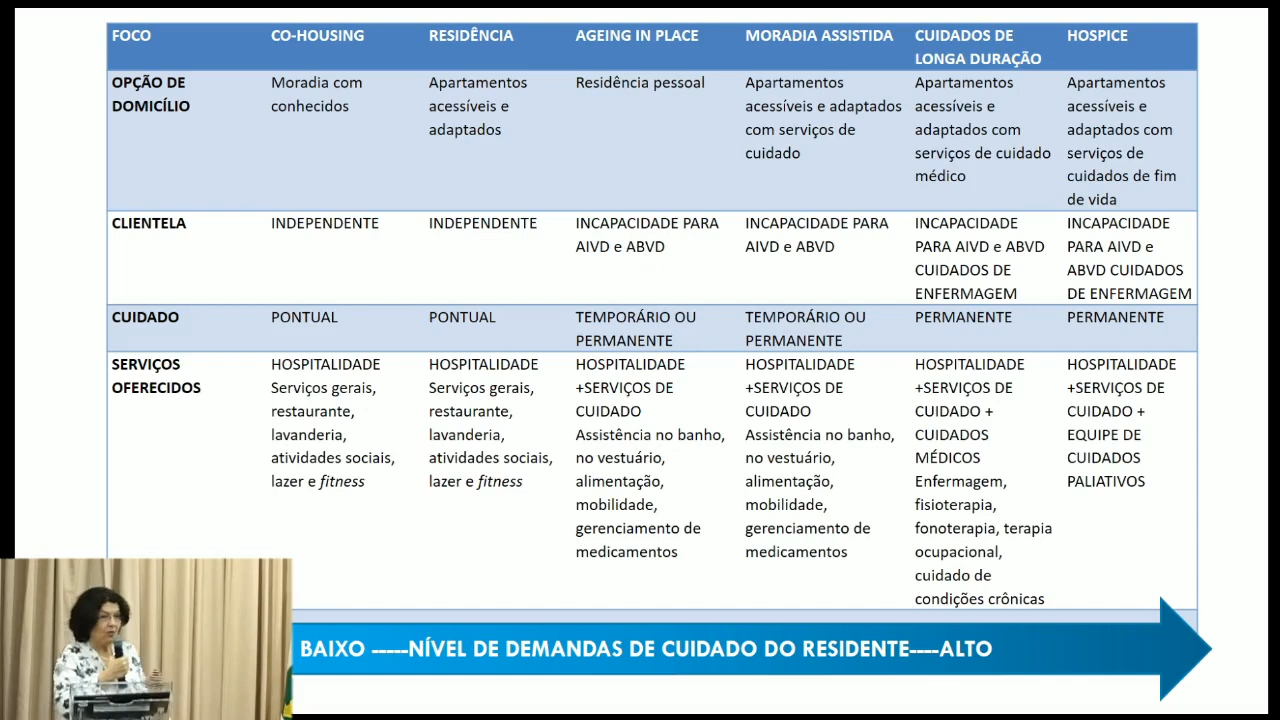 FOCO
CO-HOUSING
RESIDÊNCIA
AGEING IN PLACE
MORADIA ASSISTIDA
CUIDADOS DE
LONGA DURAÇÃO
HOSPICE
OPÇÃO DE
DOMICÍLIO
Moradia com
conhecidos
Apartamentos
acessíveis e
adaptados
Residência pessoal
Apartamentos
acessíveis e adaptados
com serviços de
cuidado
Apartamentos
acessíveis e
adaptados com
serviços de cuidado
médico
Apartamentos
acessíveis e
adaptados com
serviços de
cuidados de fim
de vida
CLIENTELA
INDEPENDENTE
INDEPENDENTE
INCAPACIDADE PARA
AIVD e ABVD
INCAPACIDADE PARA
AIVD e ABVD
INCAPACIDADE
PARA AIVD e ABVD
CUIDADOS DE
ENFERMAGEM
INCAPACIDADE
PARA AIVD e
ABVD CUIDADOS
DE ENFERMAGEM
CUIDADO
PONTUAL
PONTUAL
TEMPORÁRIO OU
PERMANENTE
TEMPORÁRIO OU
PERMANENTE
PERMANENTE
PERMANENTE
SERVIÇOS
OFERECIDOS
HOSPITALIDADE
Serviços gerais,
restaurante,
lavanderia,
atividades sociais,
lazer e fitness
HOSPITALIDADE
Serviços gerais,
restaurante,
lavanderia,
atividades sociais,
lazer e fitness
HOSPITALIDADE
+SERVIÇOS DE
CUIDADO
Assistência no banho,
no vestuário,
alimentação,
mobilidade,
gerenciamento de
medicamentos
HOSPITALIDADE
+SERVIÇOS DE
CUIDADO
Assistência no banho,
no vestuário,
alimentação,
mobilidade,
gerenciamento de
medicamentos
HOSPITALIDADE
+SERVIÇOS DE
CUIDADO +
CUIDADOS
MÉDICOS
Enfermagem,
fisioterapia,
fonoterapia, terapia
ocupacional,
cuidado de
condições crônicas
HOSPITALIDADE
+SERVIÇOS DE
CUIDADO +
EQUIPE DE
CUIDADOS
PALIATIVOS
BAIXO -----NÍVEL DE DEMANDAS DE CUIDADO DO RESIDENTE----ALTO